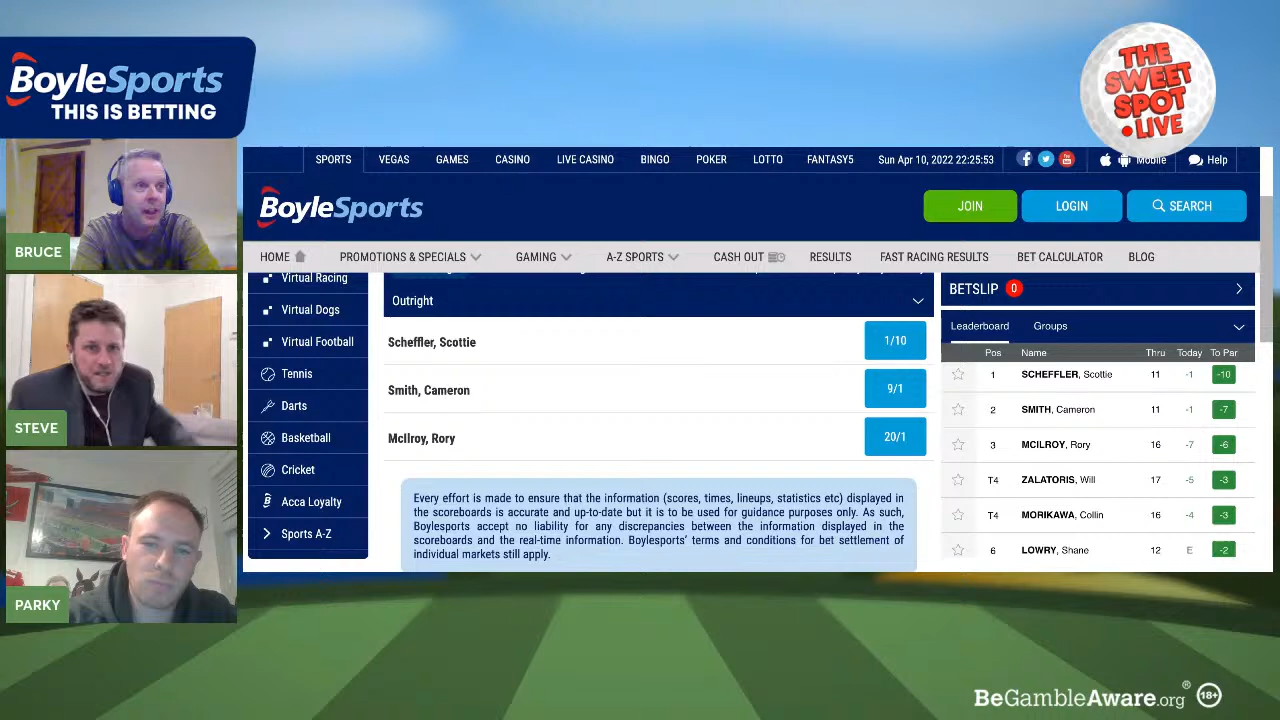 BoyleSports
THIS IS BETTING
THE
SWEET
SPOT
LIVE
BRUCE
STEVE
PARKY
SPORTS VEGAS GAMES CASINO LIVE CASINO BINGO POKER LOTTO FANTASY5 Sun Apr 10, 2022 22:25:53 Mobile Help
BoyleSports JOIN LOGIN SEARCH
HOME PROMOTIONS & SPECIALS GAMING A-Z SPORTS CASH OUT RESULTS FAST RACING RESULTS BET CALCULATOR BLOG
Virtual Racing
Virtual Dogs
Virtual Football
Tennis
Darts
Basketball
Cricket
Acca Loyalty
Sports A-Z
Outright
Scheffler, Scottie 1/10
Smith, Cameron 9/1
McIlroy, Rory 20/1
Every effort is made to ensure that the information (scores, times, lineups, statistics etc) displayed in
the scoreboards is accurate and up-to-date but it is to be used for guidance purposes only. As such,
Boylesports accept no liability for any discrepancies between the information displayed in the
scoreboards and the real-time information. Boylesports' terms and conditions for bet settlement of
individual markets still apply.
BETSLIP 0
Leaderboard Groups
Pos Name Thru Today To Par
1 SCHEFFLER, Scottie 11 -1 -10
2 SMITH, Cameron 11 -1 -7
3 MCILROY, Rory 16 -7 -6
T4 ZALATORIS, Will 17 -5 -3
T4 MORIKAWA, Collin 16 -4 -3
6 LOWRY, Shane 12 E -2
BeGambleAware.org® 18+